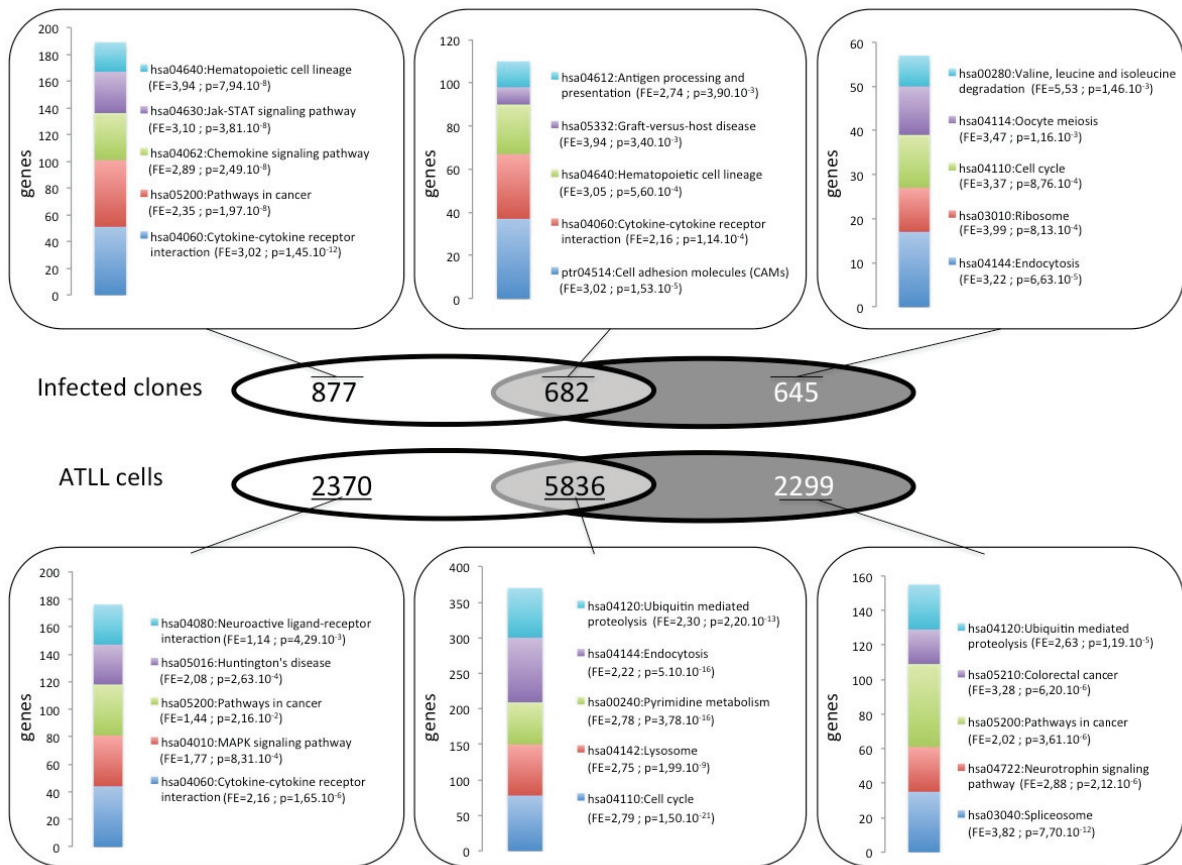 200
180
160
140
120
100
80
60
40
20
0
genes
hsa04640:Hematopoietic cell lineage
(FE=3,94 ; p=7,94.10-8)
hsa04630:Jak-STAT signaling pathway
(FE=3,10 ; p=3,81.10-8)
hsa04062:Chemokine signaling pathway
(FE=2,89 ; p=2,49.10-8)
hsa05200:Pathways in cancer
(FE=2,35 ; p=1,97.10-8)
hsa04060:Cytokine-cytokine receptor
interaction (FE=3,02 ; p=1,45.10-12)
120
100
80
60
40
20
0
genes
hsa04612:Antigen processing and
presentation (FE=2,74 ; p=3,90.10-3)
hsa05332:Graft-versus-host disease
(FE=3,94 ; p=3,40.10-3)
hsa04640:Hematopoietic cell lineage
(FE=3,05 ; p=5,60.10-4)
hsa04060:Cytokine-cytokine receptor
interaction (FE=2,16 ; p=1,14.10-4)
ptr04514:Cell adhesion molecules (CAMs)
(FE=3,02 ; p=1,53.10-5)
60
50
40
30
20
10
0
genes
hsa00280:Valine, leucine and isoleucine
degradation (FE=5,53 ; p=1,46.10-3)
hsa04114:Oocyte meiosis
(FE=3,47 ; p=1,16.10-3)
hsa04110:Cell cycle
(FE=3,37 ; p=8,76.10-4)
hsa03010:Ribosome
(FE=3,99 ; p=8,13.10-4)
hsa04144:Endocytosis
(FE=3,22 ; p=6,63.10-5)
Infected clones
877
682
645
ATLL cells
2370
5836
2299
200
180
160
140
120
100
80
60
40
20
0
genes
hsa04080:Neuroactive ligand-receptor
interaction (FE=1,14 ; p=4,29.10-3)
hsa05016:Huntington's disease
(FE=2,08 ; p=2,63.10-4)
hsa05200:Pathways in cancer
(FE=1,44 ; p=2,16.10-2)
hsa04010:MAPK signaling pathway
(FE=1,77 ; p=8,31.10-4)
hsa04060:Cytokine-cytokine receptor
interaction (FE=2,16 ; p=1,65.10-6)
400
350
300
250
200
150
100
50
0
genes
hsa04120:Ubiquitin mediated
proteolysis (FE=2,30 ; p=2,20.10-13)
hsa04144:Endocytosis
(FE=2,22 ; p=5.10.10-16)
hsa00240:Pyrimidine metabolism
(FE=2,78 ; P=3,78.10-16)
hsa04142:Lysosome
(FE=2,75 ; p=1,99.10-9)
hsa04110:Cell cycle
(FE=2,79 ; p=1,50.10-21)
160
140
120
100
80
60
40
20
0
genes
hsa04120:Ubiquitin mediated
proteolysis (FE=2,63 ; p=1,19.10-5)
hsa05210:Colorectal cancer
(FE=3,28 ; p=6,20.10-6)
hsa05200:Pathways in cancer
(FE=2,02 ; p=3,61.10-6)
hsa04722:Neurotrophin signaling
pathway (FE=2,88 ; p=2,12.10-6)
hsa03040:Spliceosome
(FE=3,82 ; p=7,70.10-12)